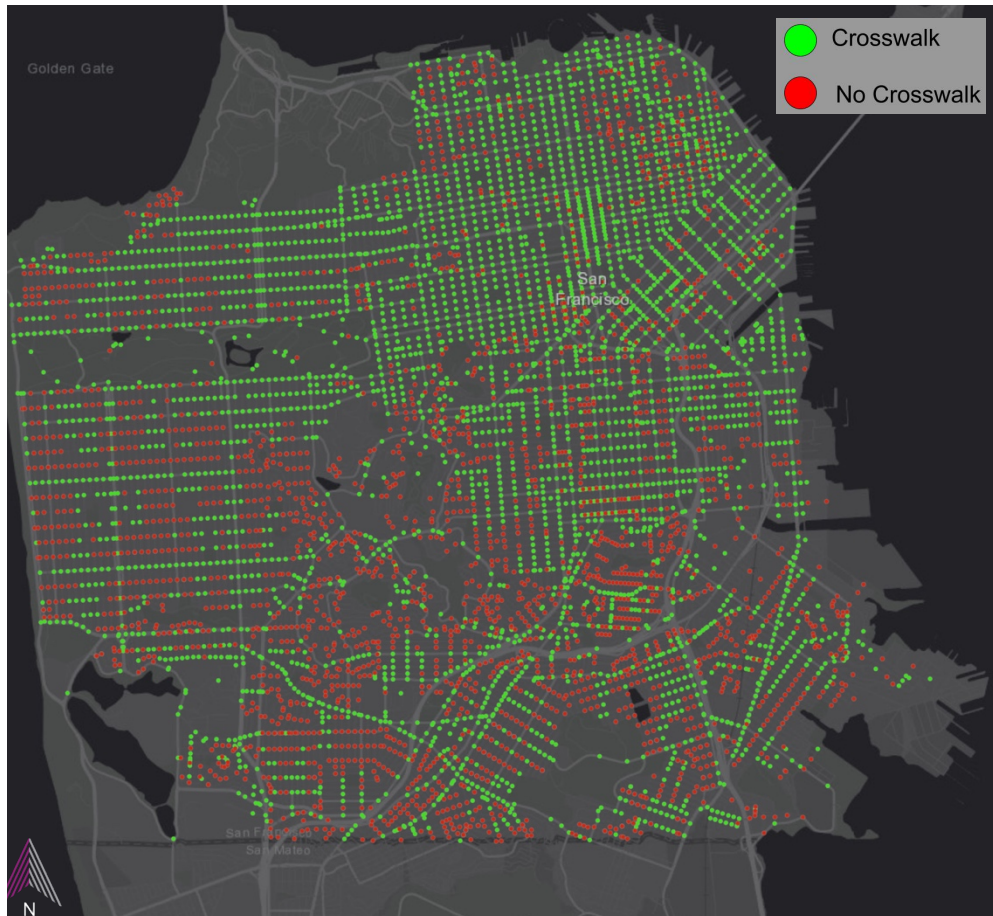 Crosswalk
No Crosswalk
Golden Gate
San
Francisco
San Francisco
San Mateo
N